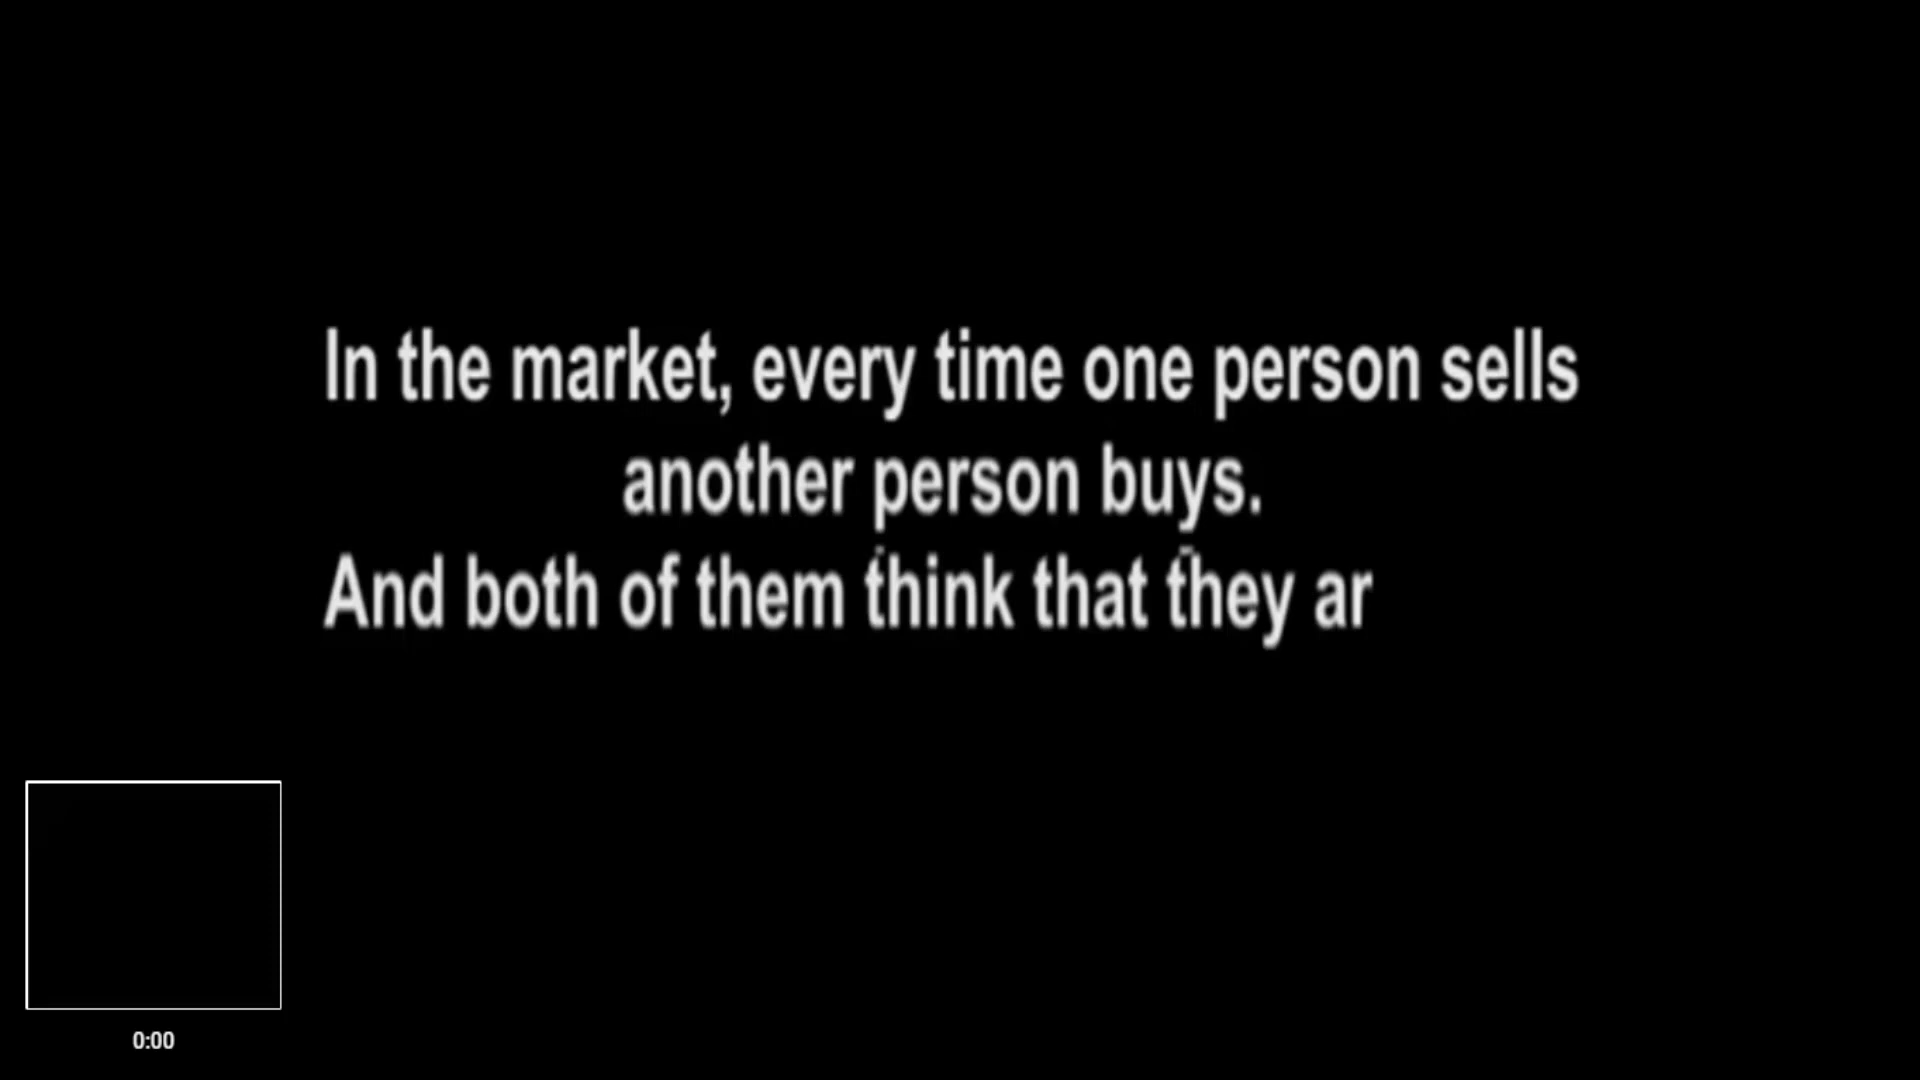 In the market, every time one person sells
another person buys.
And both of them think that they ar
0:00